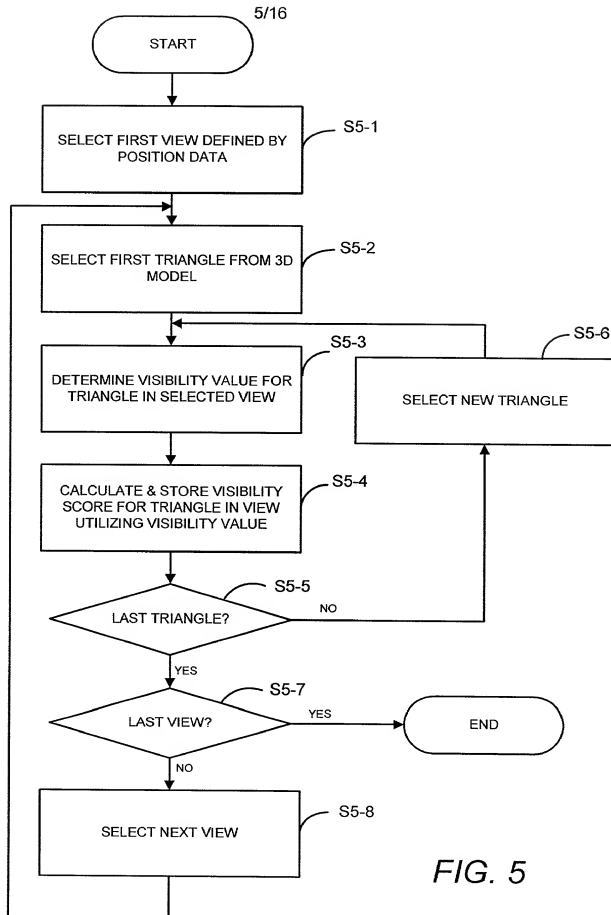 5/16
START
S5-1
SELECT FIRST VIEW DEFINED BY
POSITION DATA
S5-2
SELECT FIRST TRIANGLE FROM 3D
MODEL
S5-3
DETERMINE VISIBILITY VALUE FOR
TRIANGLE IN SELECTED VIEW
S5-6
SELECT NEW TRIANGLE
S5-4
CALCULATE & STORE VISIBILITY
SCORE FOR TRIANGLE IN VIEW
UTILIZING VISIBILITY VALUE
S5-5
LAST TRIANGLE?
NO
YES
S5-7
LAST VIEW?
YES
END
NO
S5-8
SELECT NEXT VIEW
FIG. 5